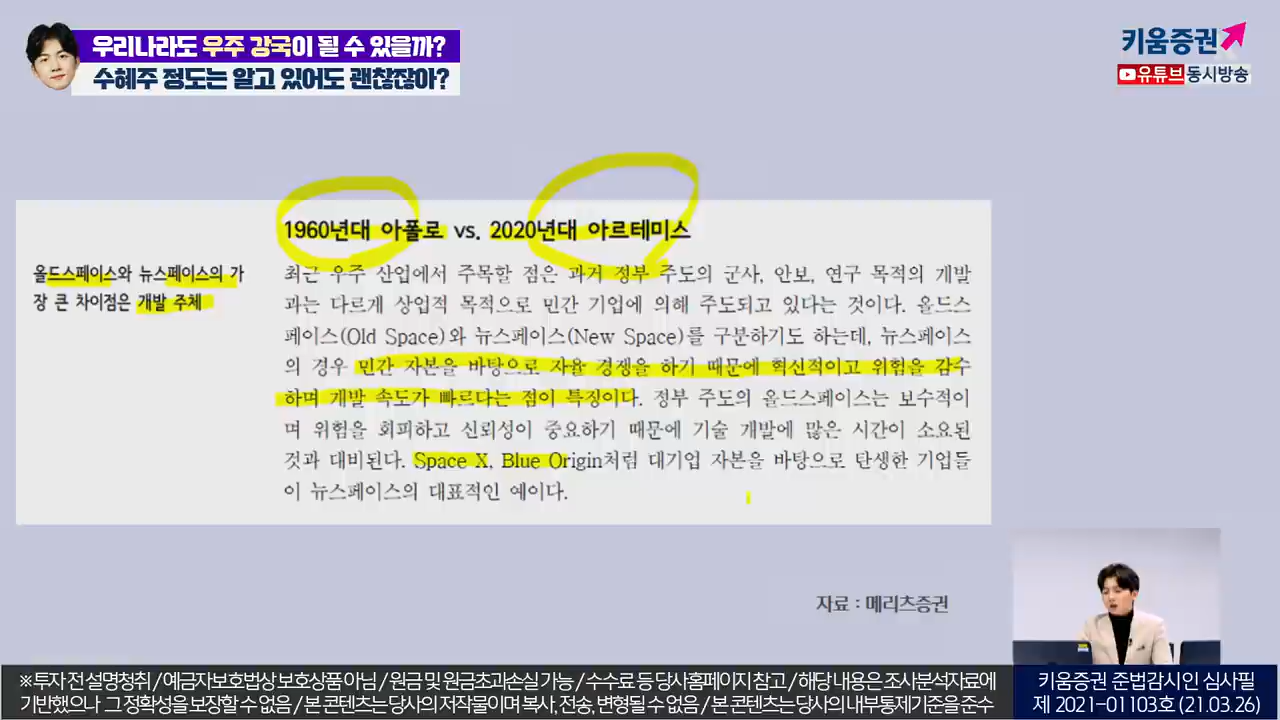 우리나라도 우주 강국이 될 수 있을까?
수혜주 정도는 알고 있어도 괜찮잖아?
키움증권
유튜브동시방송
1960년대 아폴로 vs. 2020년대 아르테미스
올드스페이스와 뉴스페이스의 가
장 큰 차이점은 개발 주체
최근 우주 산업에서 주목할 점은 과거 정부 주도의 군사, 안보, 연구 목적의 개발
과는 다르게 상업적 목적으로 민간 기업에 의해 주도되고 있다는 것이다. 올드스
페이스(Old Space)와 뉴스페이스(New Space)를 구분하기도 하는데, 뉴스페이스
의 경우 민간 자본을 바탕으로 자율 경쟁을 하기 때문에 혁신적이고 위험을 감수
하며 개발 속도가 빠르다는 점이 특징이다. 정부 주도의 올드스페이스는 보수적이
며 위험을 회피하고 신뢰성이 중요하기 때문에 기술 개발에 많은 시간이 소요된
것과 대비된다. Space X, Blue Origin처럼 대기업 자본을 바탕으로 탄생한 기업들
이 뉴스페이스의 대표적인 예이다.
자료 : 메리츠증권
※ 투자 전 설명청취 / 예금자보호법상 보호상품 아님 / 원금 및 원금초과손실 가능 / 수수료 등 당사홈페이지 참고 / 해당 내용은 조사분석자료에
기반했으나 그 정확성을 보장할 수 없음 / 본 콘텐츠는 당사의 저작물이며 복사, 전송, 변형될 수 없음 / 본 콘텐츠는 당사의 내부통제기준을 준수
키움증권 준법감시인 심사필
제 2021-01103호 (21.03.26)